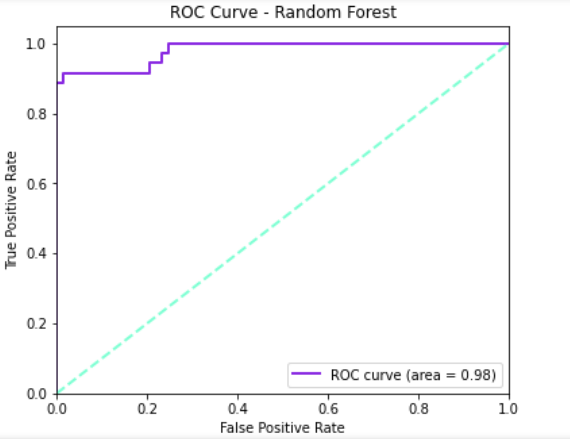 ROC Curve - Random Forest
True Positive Rate
1.0
0.8
0.6
0.4
0.2
0.0
ROC curve (area = 0.98)
0.0 0.2 0.4 0.6 0.8 1.0
False Positive Rate